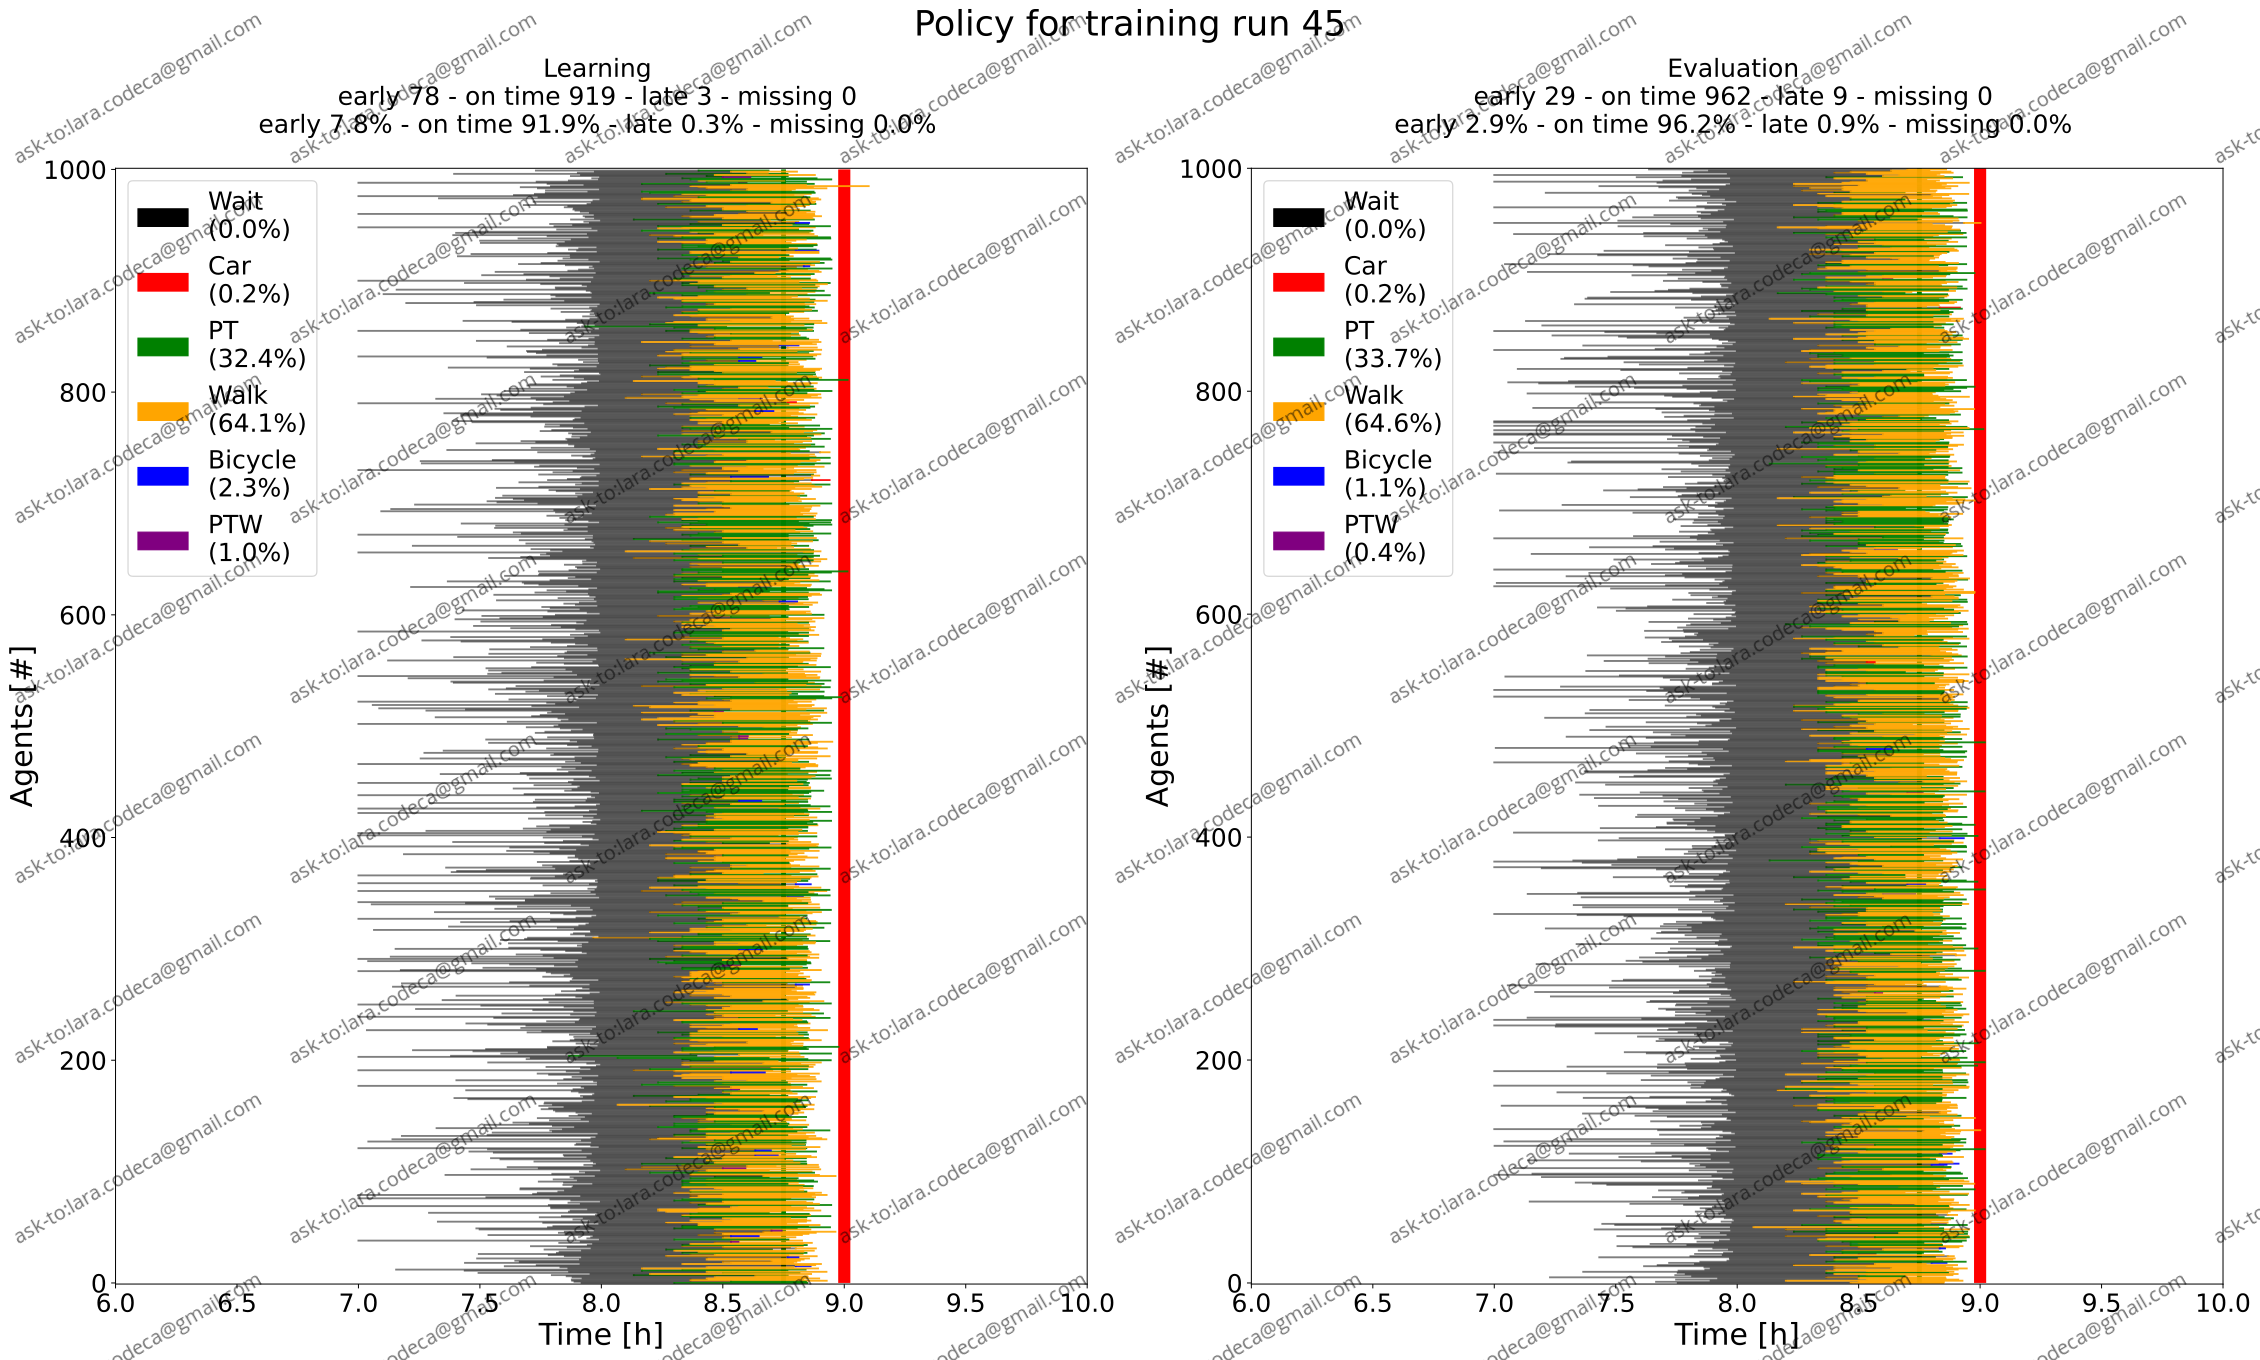 Policy for training run 45
Learning
early 78 - on time 919 - late 3 - missing 0
early 7.8% - on time 91.9% - late 0.3% - missing 0.0%
Wait
(0.0%)
Car
(0.2%)
PT
(32.4%)
Walk
(64.1%)
Bicycle
(2.3%)
PTW
(1.0%)
1000
800
600
400
200
0
Agents [#]
6.0 6.5 7.0 7.5 8.0 8.5 9.0 9.5 10.0
Time [h]
Evaluation
early 29 - on time 962 - late 9 - missing 0
early 2.9% - on time 96.2% - late 0.9% - missing 0.0%
Wait
(0.0%)
Car
(0.2%)
PT
(33.7%)
Walk
(64.6%)
Bicycle
(1.1%)
PTW
(0.4%)
1000
800
600
400
200
0
Agents [#]
6.0 6.5 7.0 7.5 8.0 8.5 9.0 9.5 10.0
Time [h]
ask-to:lara.codeca@gmail.com